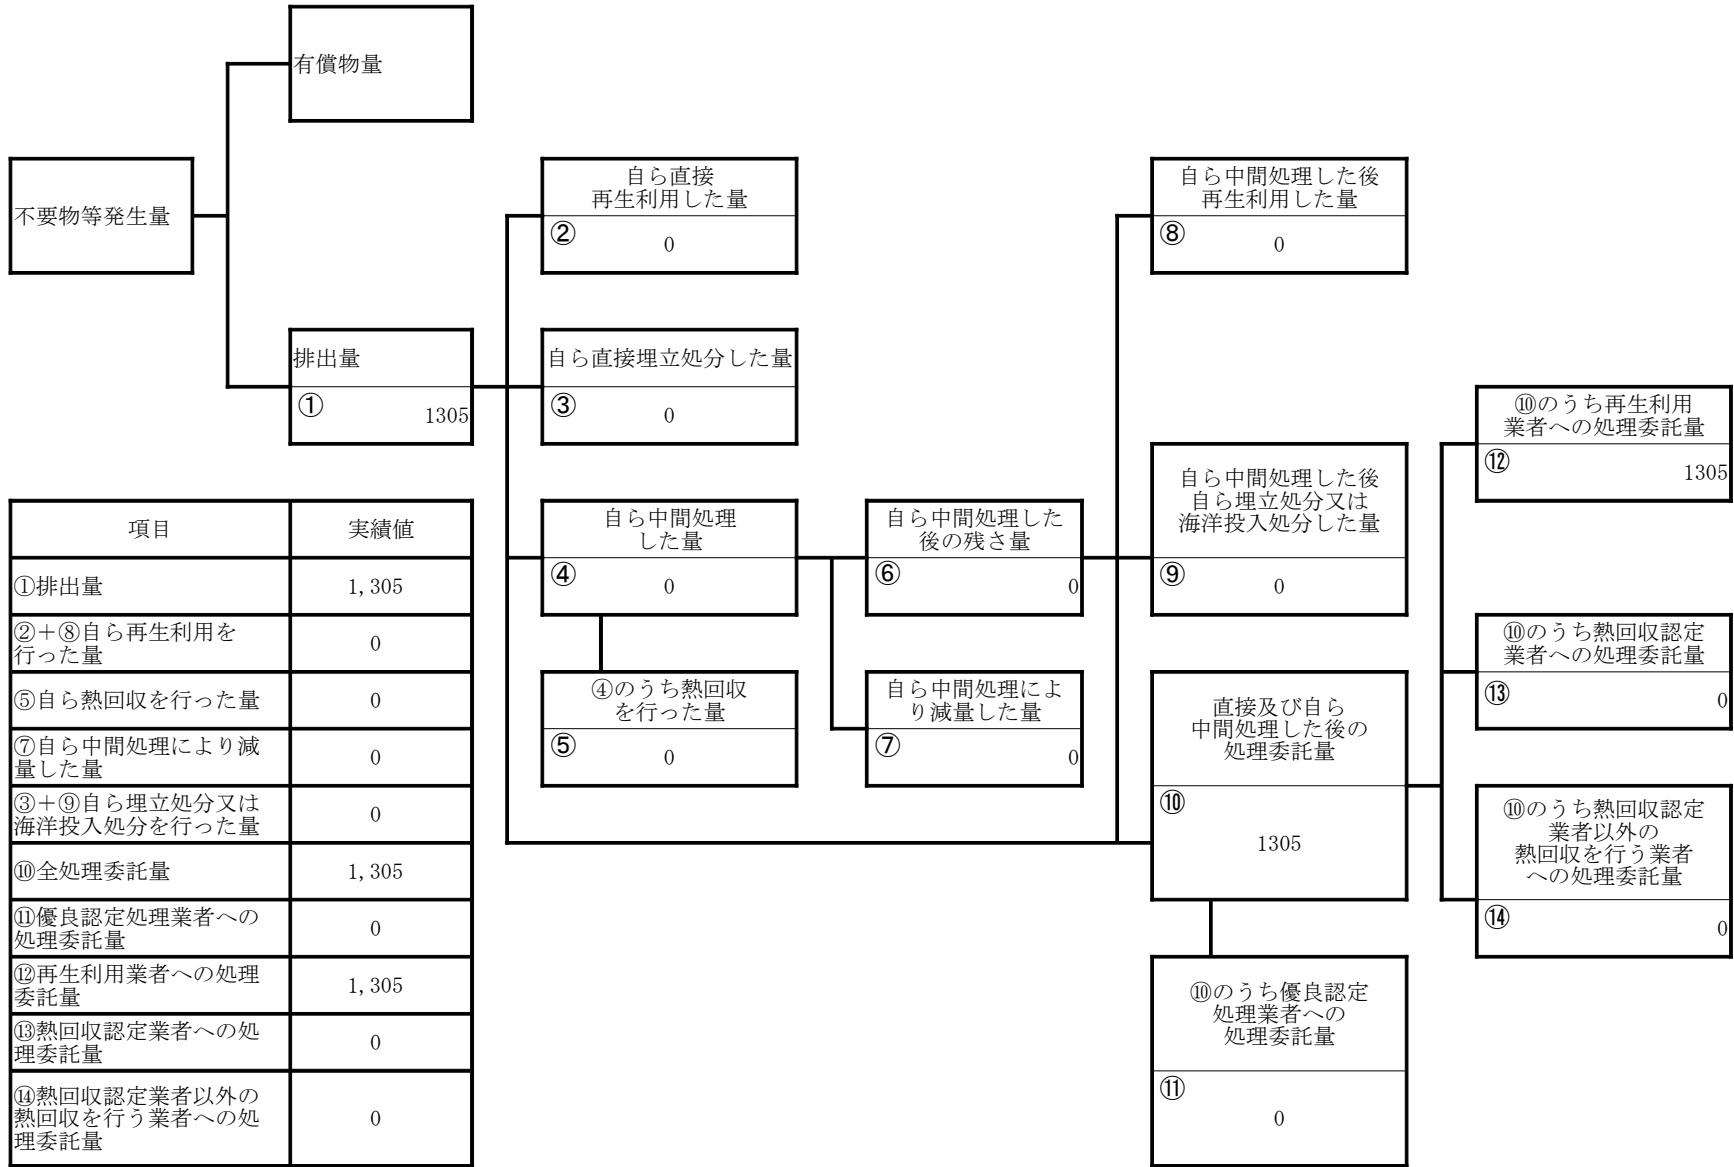 有償物量
不要物等発生量
排出量
①
1305
自ら直接
再生利用した量
②
0
自ら直接埋立処分した量
③
0
自ら中間処理
した量
④
0
④のうち熱回収
を行った量
⑤
0
自ら中間処理した
後の残さ量
⑥
0
自ら中間処理によ
り減量した量
⑦
0
自ら中間処理した後
再生利用した量
⑧
0
自ら中間処理した後
自ら埋立処分又は
海洋投入処分した量
⑨
0
直接及び自ら
中間処理した後の
処理委託量
⑩
1305
⑩のうち優良認定
処理業者への
処理委託量
⑪
0
⑩のうち再生利用
業者への処理委託量
⑫
1305
⑩のうち熱回収認定
業者への処理委託量
⑬
0
⑩のうち熱回収認定
業者以外の
熱回収を行う業者
への処理委託量
⑭
0
項目 実績値
①排出量 1,305
②+⑧自ら再生利用を
行った量 0
⑤自ら熱回収を行った量 0
⑦自ら中間処理により減
量した量 0
③+⑨自ら埋立処分又は
海洋投入処分を行った量 0
⑩全処理委託量 1,305
⑪優良認定処理業者への
処理委託量 0
⑫再生利用業者への処理
委託量 1,305
⑬熱回収認定業者への処
理委託量 0
⑭熱回収認定業者以外の
熱回収を行う業者への処
理委託量 0